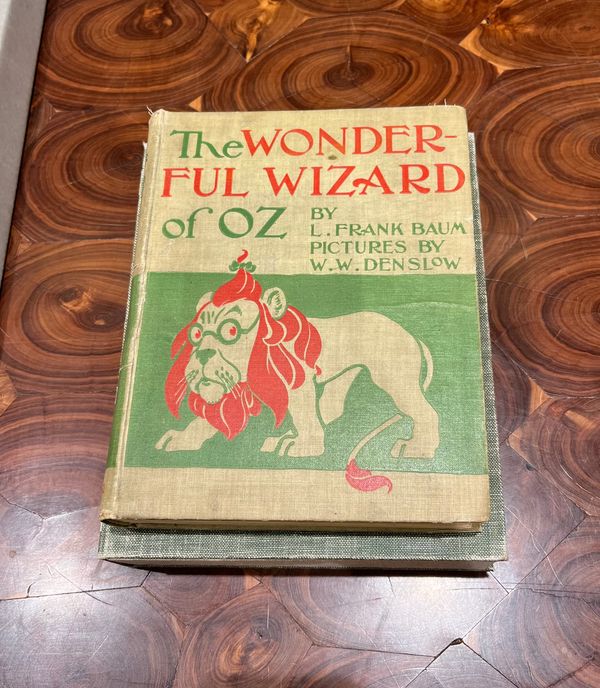 The WONDER-
FUL WIZARD
of OZ
BY
L. FRANK BAUM
PICTURES BY
W. W. DENSLOW